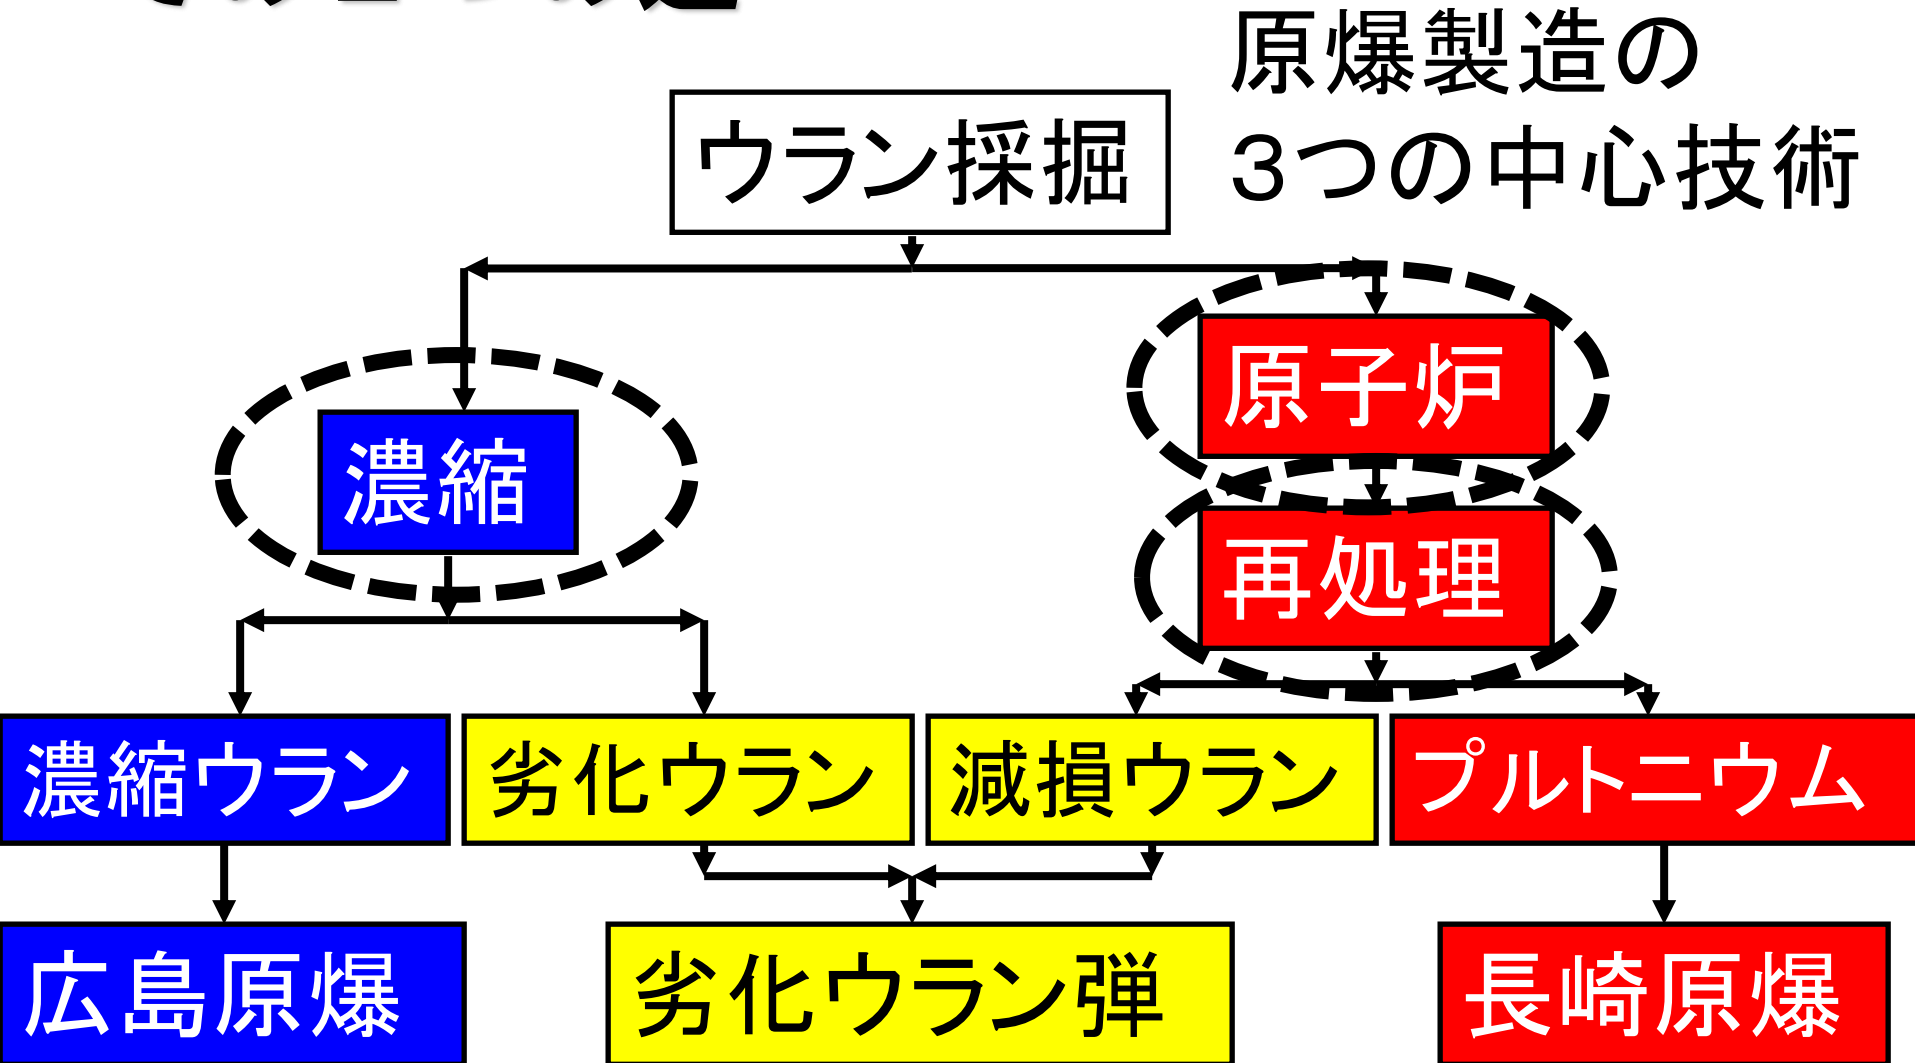 原爆製造の
３つの中心技術
ウラン採掘
原子炉
濃縮
再処理
濃縮ウラン
劣化ウラン
減損ウラン
プルトニウム
広島原爆
劣化ウラン弾
長崎原爆